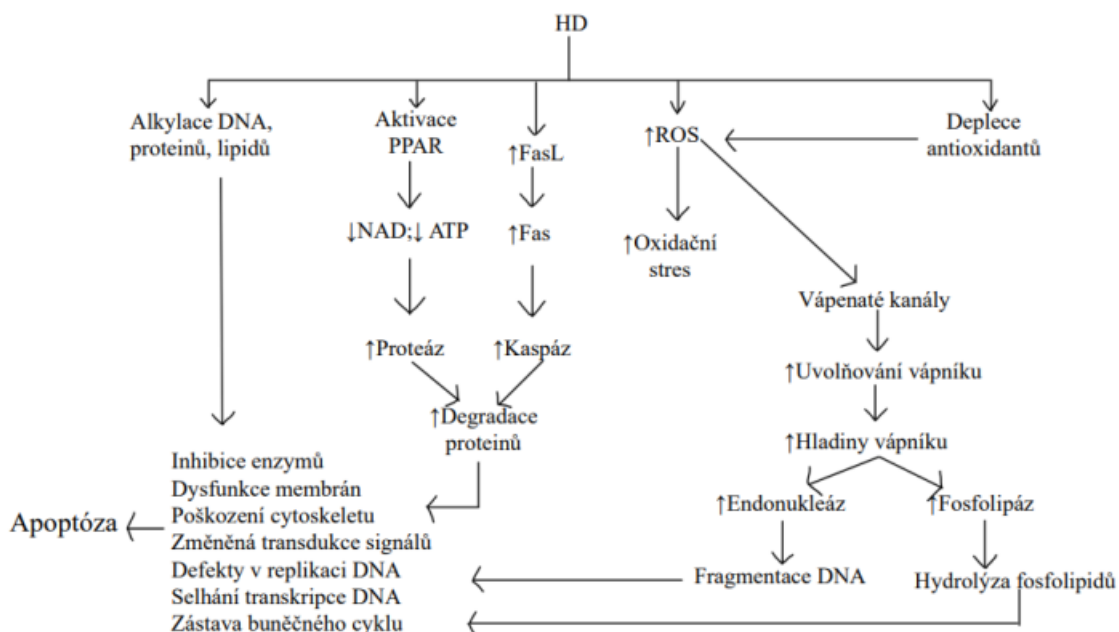 HD
Alkylace DNA,
proteinů, lipidů
Aktivace
PPAR
↑FasL
↑ROS
Deplece
antioxidantů
↓NAD;↓ ATP
↑Fas
↑Oxidační
stres
Vápenaté kanály
↑Proteáz
↑Kaspáz
↑Uvolňování vápníku
↑Degradace
proteinů
↑Hladiny vápníku
Inhibice enzymů
Dysfunkce membrán
Poškození cytoskeletu
Změněná transdukce signálů
Defekty v replikaci DNA
Selhání transkripce DNA
Zástava buněčného cyklu
Apoptóza
↑Endonukleáz
↑Fosfolipáz
Fragmentace DNA
Hydrolýza fosfolipidů